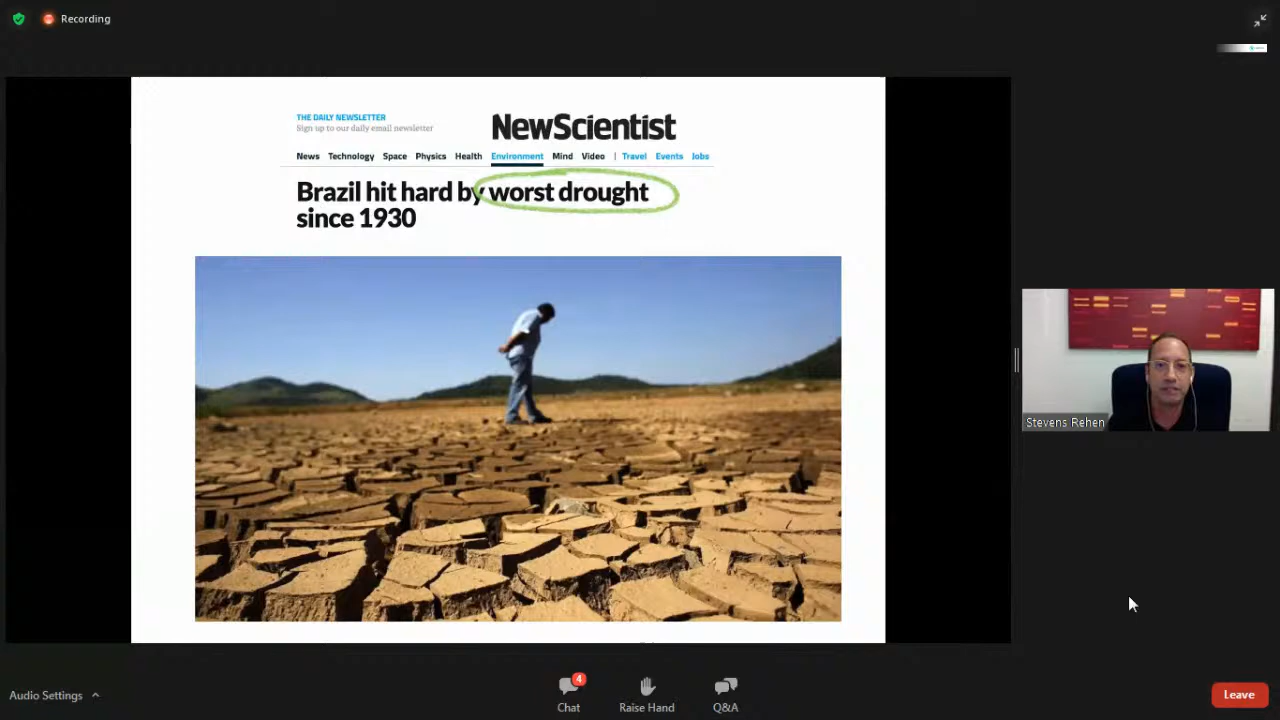 Recording
THE DAILY NEWSLETTER
Sign up to our daily email newsletter
NewScientist
News Technology Space Physics Health Environment Mind Video | Travel Events Jobs
Brazil hit hard by worst drought
since 1930
Stevens Rehen
Audio Settings
4
Chat
Raise Hand
Q&A
Leave